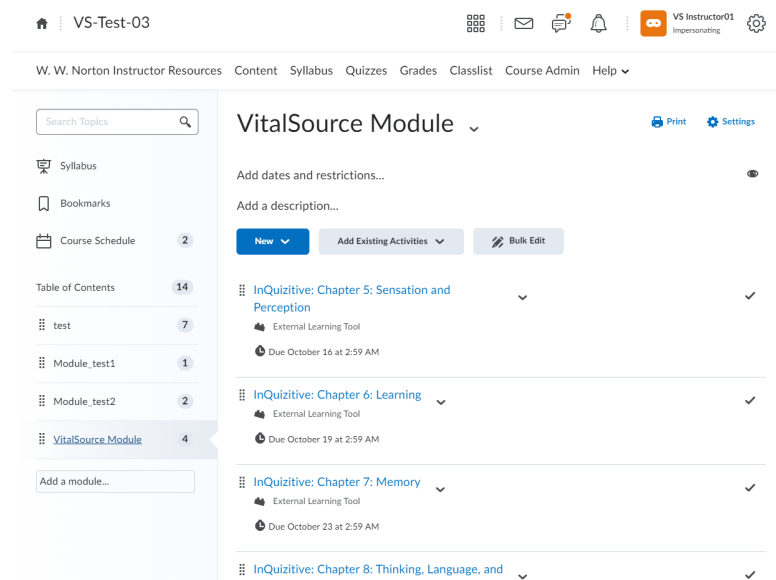 VS-Test-03
VS Instructor01
Impersonating
W. W. Norton Instructor Resources Content Syllabus Quizzes Grades Classlist Course Admin Help
Search Topics
Syllabus
Bookmarks
Course Schedule 2
Table of Contents 14
test 7
Module_test1 1
Module_test2 2
VitalSource Module 4
Add a module...
VitalSource Module
Print Settings
Add dates and restrictions...
Add a description...
New Add Existing Activities Bulk Edit
InQuizitive: Chapter 5: Sensation and
Perception
External Learning Tool
Due October 16 at 2:59 AM
InQuizitive: Chapter 6: Learning
External Learning Tool
Due October 19 at 2:59 AM
InQuizitive: Chapter 7: Memory
External Learning Tool
Due October 23 at 2:59 AM
InQuizitive: Chapter 8: Thinking, Language, and